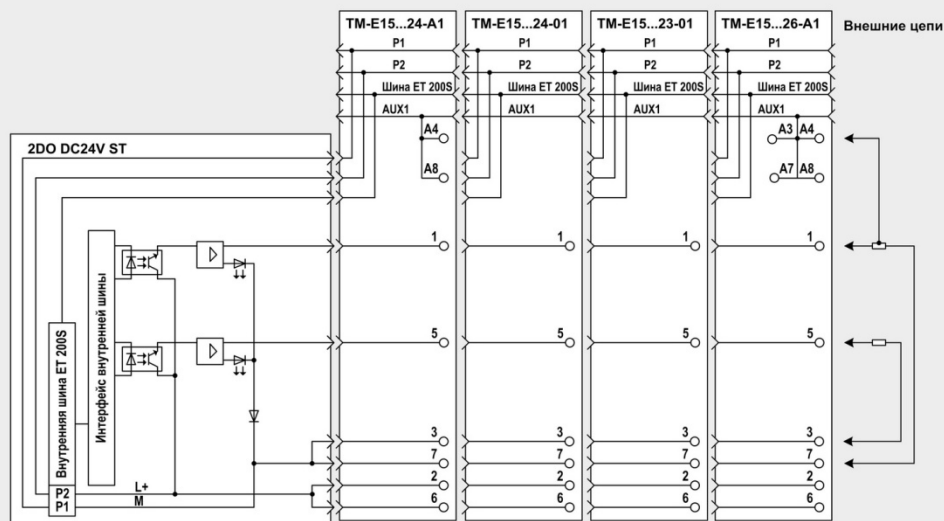 TM-E15...24-A1 TM-E15...24-01 TM-E15...23-01 TM-E15...26-A1 Внешние цепи
P1 P1 P1 P1
P2 P2 P2 P2
Шина ET 200S Шина ET 200S Шина ET 200S Шина ET 200S
AUX1 AUX1 AUX1 AUX1
A4 A3 A4
2DO DC24V ST
A8 A7 A8
1 1 1 1
5 5 5 5
Внутренняя шина ET 200S
Интерфейс внутренней шины
3 3 3 3
7 7 7 7
L+ 2 2 2 2
P2
M
P1
6 6 6 6